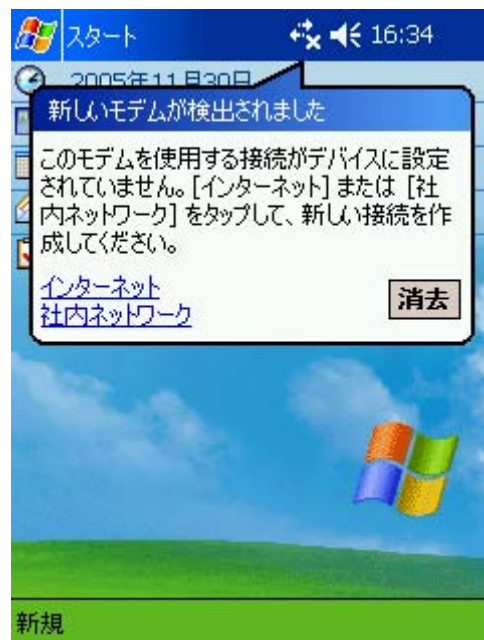 スタート 16:34
2005年11月30日
新しいモデムが検出されました
このモデムを使用する接続がデバイスに設定
されていません。[インターネット] または [社
内ネットワーク] をタップして、新しい接続を作
成してください。
インターネット
社内ネットワーク
消去
新規